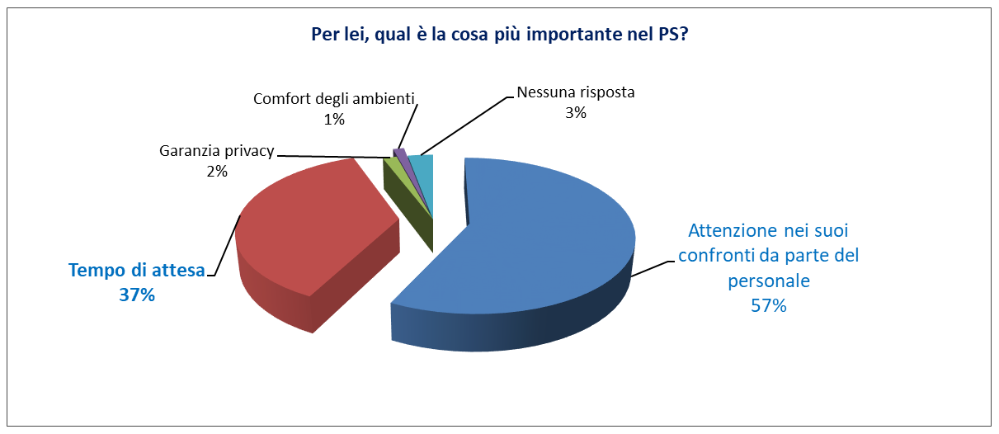 Per lei, qual è la cosa più importante nel PS?
Comfort degli ambienti
1%
Nessuna risposta
3%
Garanzia privacy
2%
Tempo di attesa
37%
Attenzione nei suoi
confronti da parte del
personale
57%